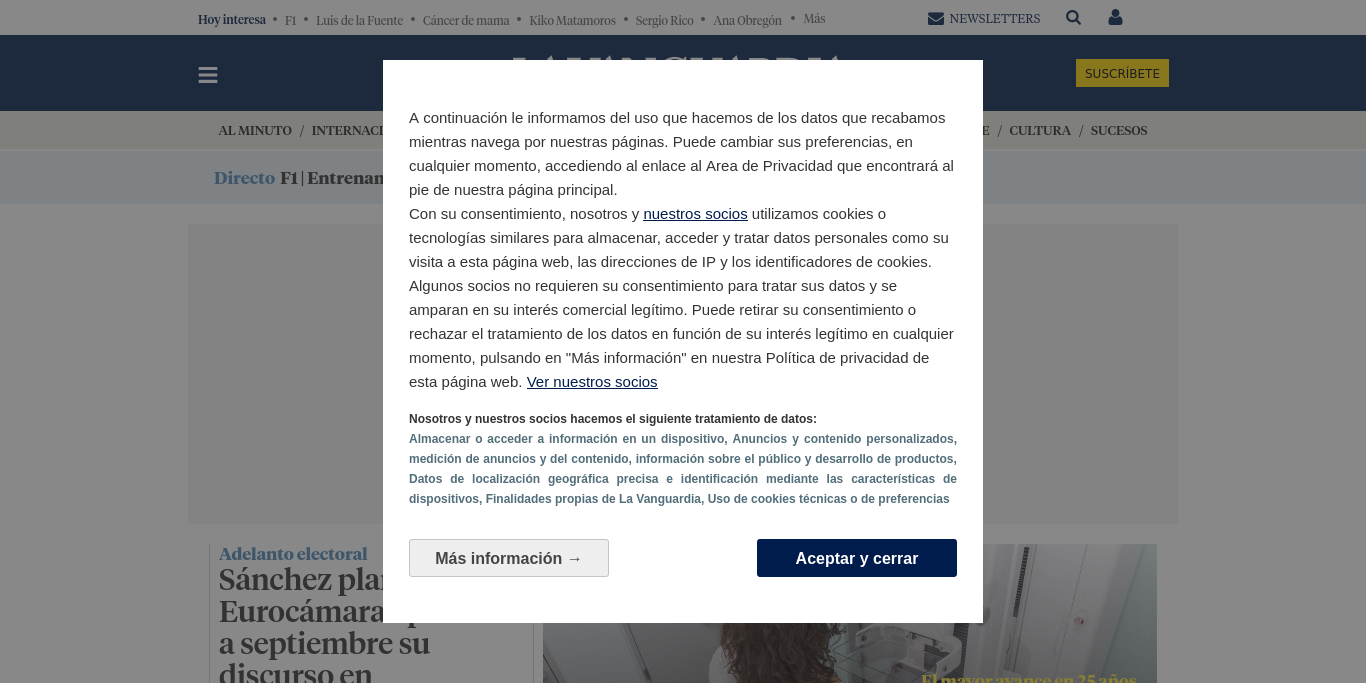 Hoy interesa • F1 • Luis de la Fuente • Cáncer de mama • Kiko Matamoros • Sergio Rico • Ana Obregón • Más
NEWSLETTERS
LA VANGUARDIA
SUSCRÍBETE
AL MINUTO / INTERNACI
E / CULTURA / SUCESOS
Directo F1 | Entrenan
A continuación le informamos del uso que hacemos de los datos que recabamos
mientras navega por nuestras páginas. Puede cambiar sus preferencias, en
cualquier momento, accediendo al enlace al Area de Privacidad que encontrará al
pie de nuestra página principal.
Con su consentimiento, nosotros y nuestros socios utilizamos cookies o
tecnologías similares para almacenar, acceder y tratar datos personales como su
visita a esta página web, las direcciones de IP y los identificadores de cookies.
Algunos socios no requieren su consentimiento para tratar sus datos y se
amparan en su interés comercial legítimo. Puede retirar su consentimiento o
rechazar el tratamiento de los datos en función de su interés legítimo en cualquier
momento, pulsando en "Más información" en nuestra Política de privacidad de
esta página web. Ver nuestros socios
Nosotros y nuestros socios hacemos el siguiente tratamiento de datos:
Almacenar o acceder a información en un dispositivo, Anuncios y contenido personalizados,
medición de anuncios y del contenido, información sobre el público y desarrollo de productos,
Datos de localización geográfica precisa e identificación mediante las características de
dispositivos, Finalidades propias de La Vanguardia, Uso de cookies técnicas o de preferencias
Más información →
Aceptar y cerrar
Adelanto electoral
Sánchez plan
Eurocámara
a septiembre su
discurso en
El mayor avance en 25 años